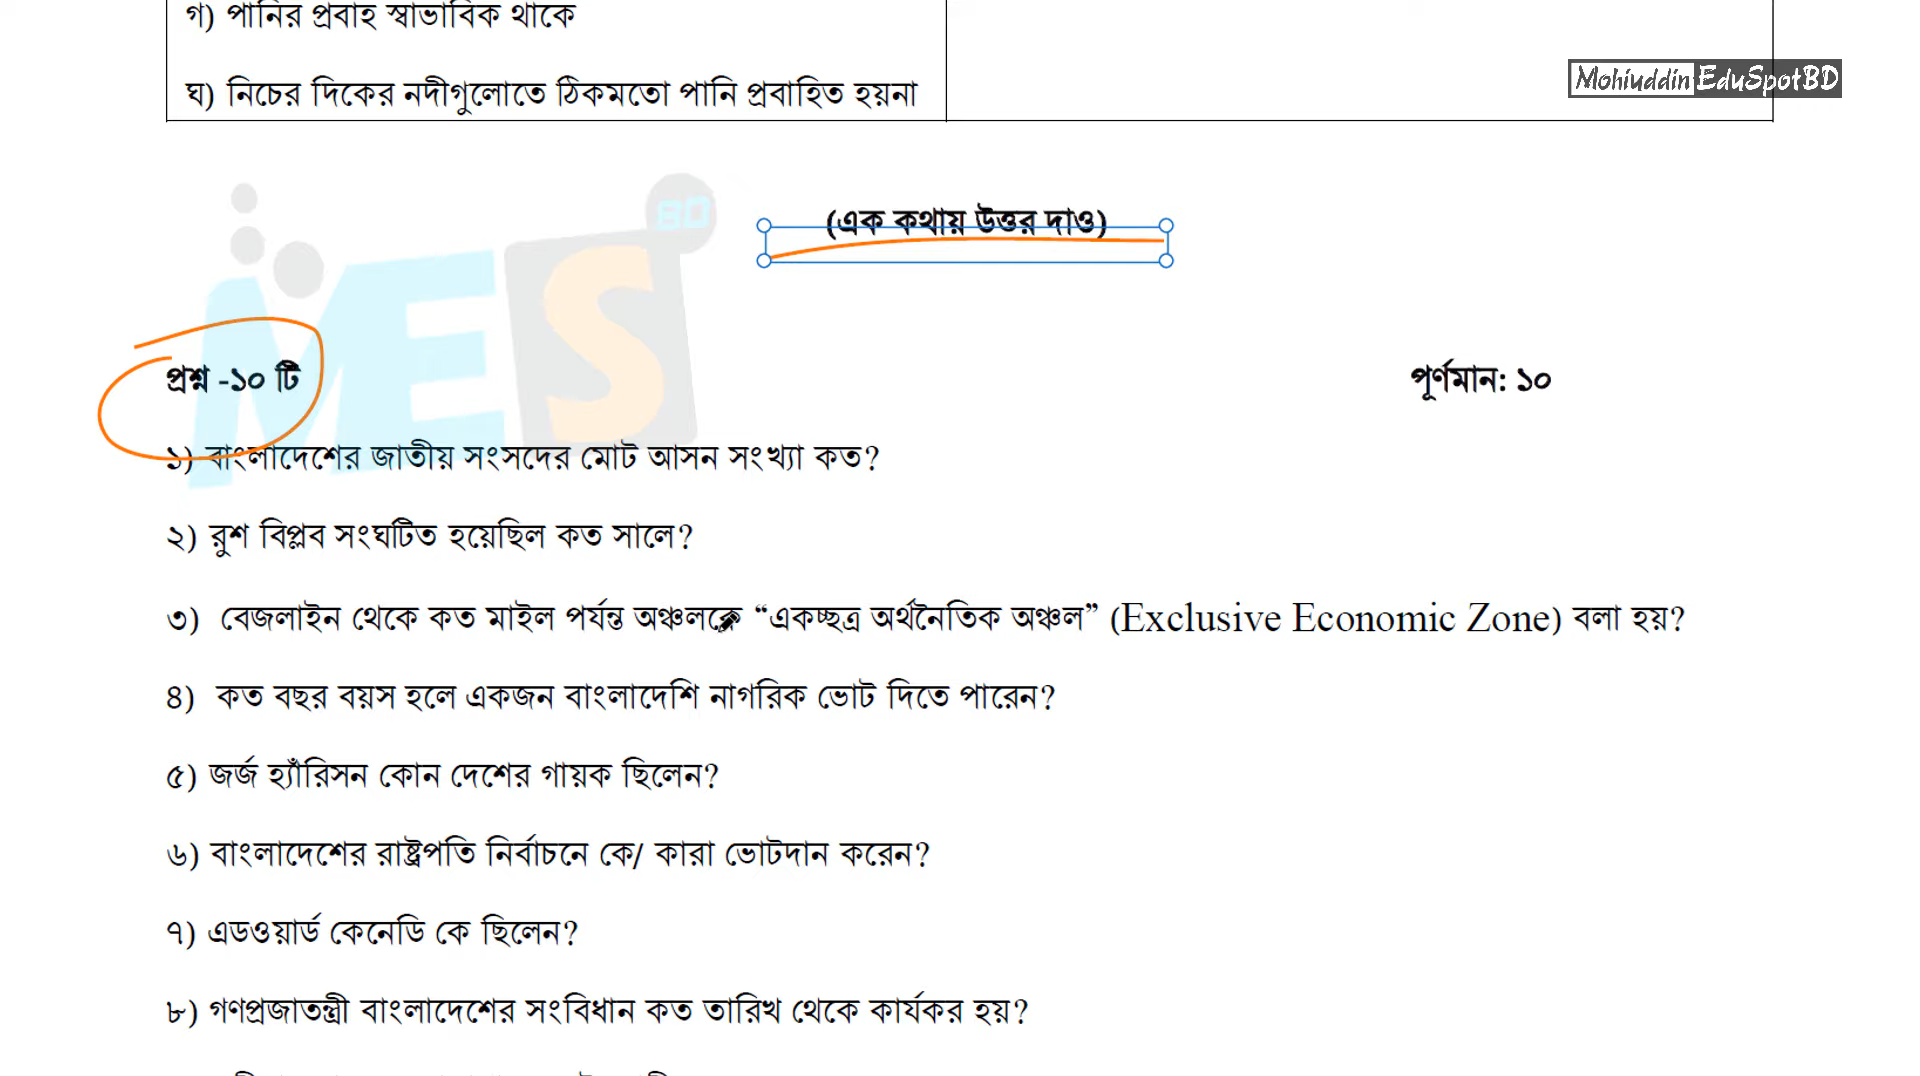 গ) পানির প্রবাহ স্বাভাবিক থাকে
ঘ) নিচের দিকের নদীগুলোতে ঠিকমতো পানি প্রবাহিত হয়না
Mohiuddin EduSpotBD
(এক কথায় উত্তর দাও)
MES BD
প্রশ্ন -১০ টি পূর্ণমান: ১০
১) বাংলাদেশের জাতীয় সংসদের মোট আসন সংখ্যা কত?
২) রুশ বিপ্লব সংঘটিত হয়েছিল কত সালে?
৩) বেজলাইন থেকে কত মাইল পর্যন্ত অঞ্চলকে “একচ্ছত্র অর্থনৈতিক অঞ্চল” (Exclusive Economic Zone) বলা হয়?
৪) কত বছর বয়স হলে একজন বাংলাদেশি নাগরিক ভোট দিতে পারেন?
৫) জর্জ হ্যাঁরিসন কোন দেশের গায়ক ছিলেন?
৬) বাংলাদেশের রাষ্ট্রপতি নির্বাচনে কে/ কারা ভোটদান করেন?
৭) এডওয়ার্ড কেনেডি কে ছিলেন?
৮) গণপ্রজাতন্ত্রী বাংলাদেশের সংবিধান কত তারিখ থেকে কার্যকর হয়?